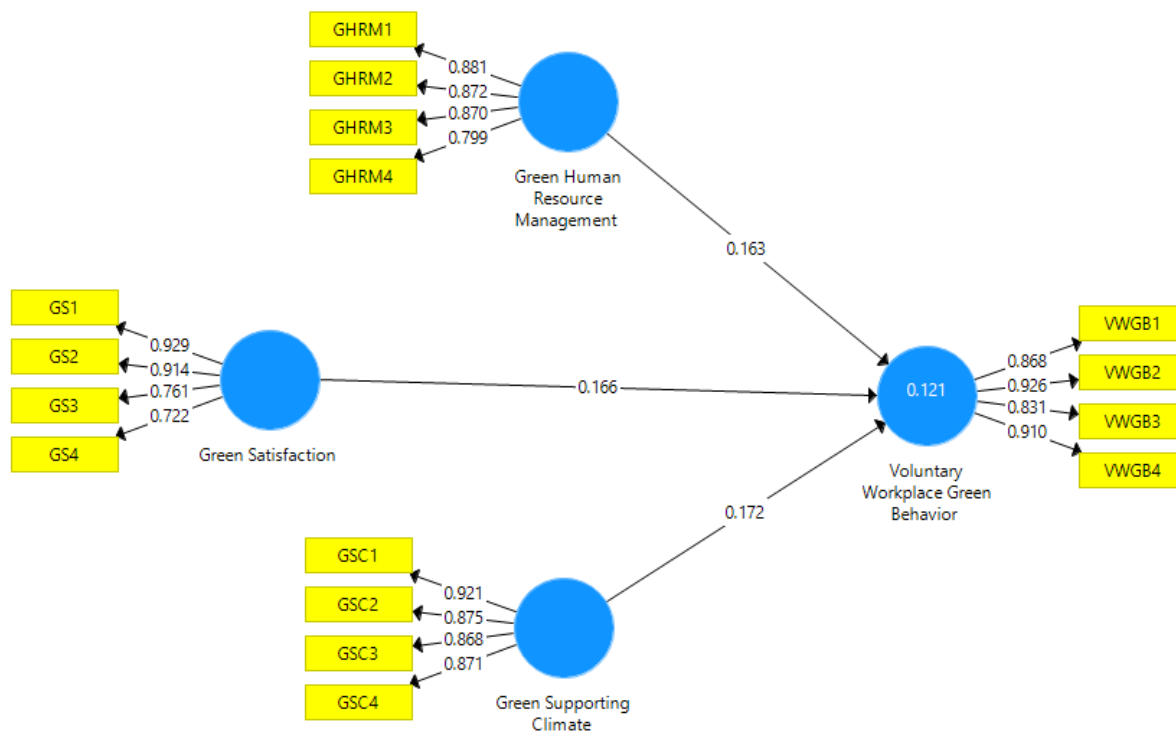 GHRM1
0.881
GHRM2
0.872
GHRM3
0.870
GHRM4
0.799
Green Human
Resource
Management
0.163
GS1
0.929
GS2
0.914
GS3
0.761
GS4
0.722
Green Satisfaction
0.166
GSC1
0.921
GSC2
0.875
GSC3
0.868
GSC4
0.871
Green Supporting
Climate
0.172
0.121
Voluntary
Workplace Green
Behavior
VWGB1
0.868
VWGB2
0.926
VWGB3
0.831
VWGB4
0.910